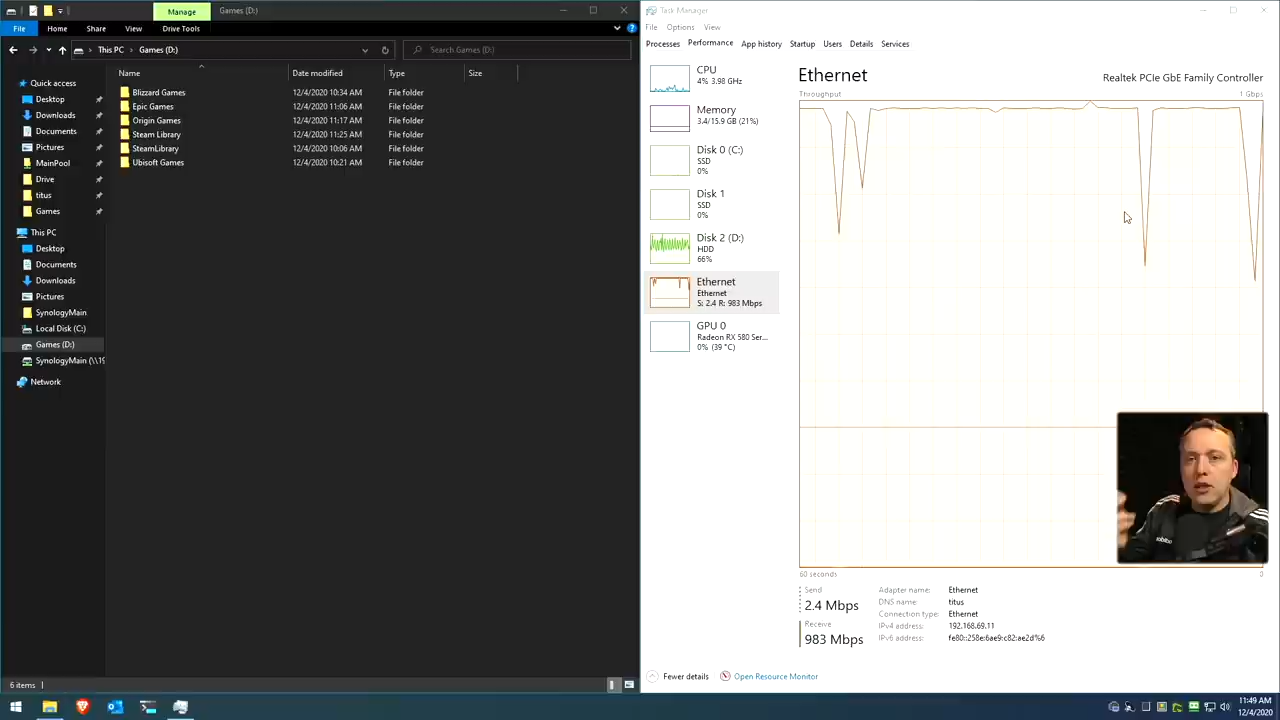 Manage
Games (D:)
File
Home
Share
View
Drive Tools
This PC
Games (D:)
Search Games (D:)
Name
Date modified
Type
Size
Blizzard Games
12/4/2020 10:34 AM
File folder
Epic Games
12/4/2020 11:06 AM
File folder
Origin Games
12/4/2020 11:17 AM
File folder
Steam Library
12/4/2020 11:25 AM
File folder
SteamLibrary
12/4/2020 10:06 AM
File folder
Ubisoft Games
12/4/2020 10:21 AM
File folder
Quick access
Desktop
Downloads
Documents
Pictures
MainPool
Drive
titus
Games
This PC
Desktop
Documents
Downloads
Pictures
SynologyMain
Local Disk (C:)
Games (D:)
SynologyMain (\\19
Network
6 items
Task Manager
File
Options
View
Processes
Performance
App history
Startup
Users
Details
Services
CPU
4% 3.98 GHz
Memory
3.4/15.9 GB (21%)
Disk 0 (C:)
SSD
0%
Disk 1
SSD
0%
Disk 2 (D:)
HDD
66%
Ethernet
Ethernet
S: 2.4 R: 983 Mbps
GPU 0
Radeon RX 580 Ser...
0% (39 °C)
Ethernet
Realtek PCIe GbE Family Controller
Throughput
1 Gbps
60 seconds
0
Send
2.4 Mbps
Receive
983 Mbps
Adapter name:
Ethernet
DNS name:
titus
Connection type:
Ethernet
IPv4 address:
192.168.69.11
IPv6 address:
fe80::258e:6ae9:c82:ae2d%6
Fewer details
Open Resource Monitor
11:49 AM
12/4/2020